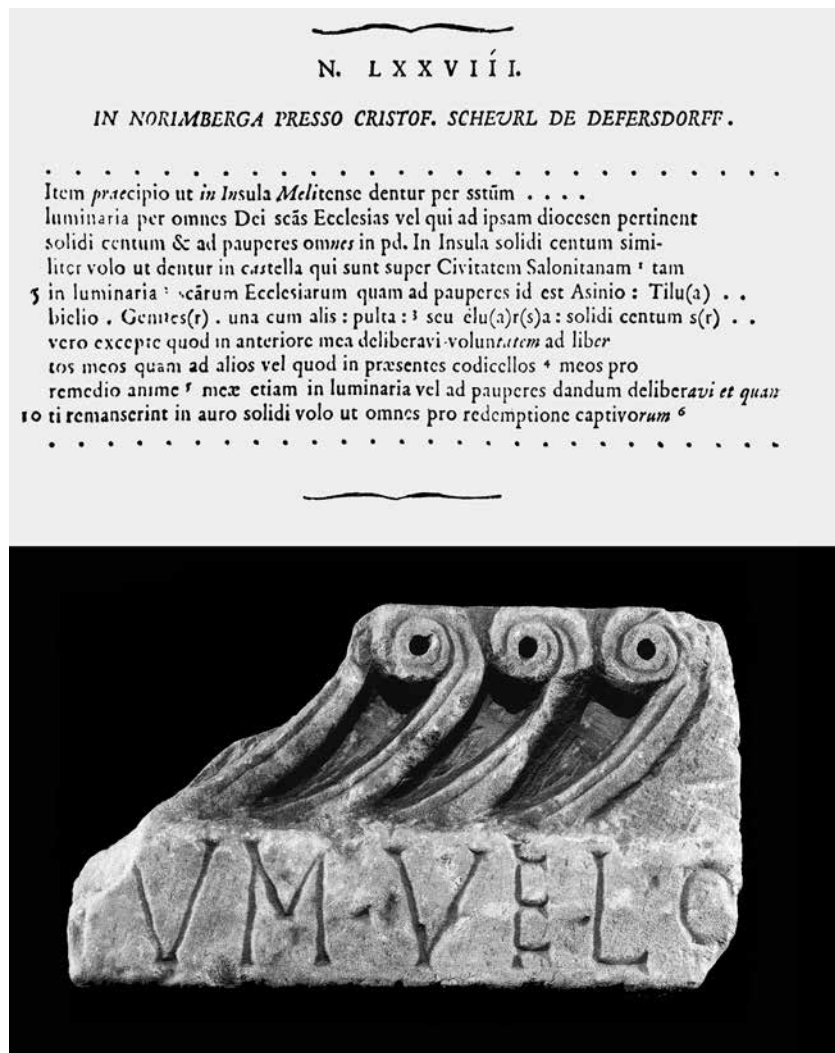 N. LXXVIIÍI.
IN NORIMBERGA PRESSO CRISTOF. SCHEURL DE DEFERSDORFF.
Item praecipio ut in Insula Melitense dentur per sstūm . . . .
luminaria per omnes Dei scās Ecclesias vel qui ad ipsam diocesen pertinent
solidi centum & ad pauperes omnes in pd. In Insula solidi centum simi-
liter volo ut dentur in castella qui sunt super Civitatem Salonitanam ¹ tam
5 in luminaria ² scārum Ecclesiarum quam ad pauperes id est Asinio : Tilu(a) . .
bielio . Genues(r) . una cum alis : pulta : ³ seu elu(a)r(s)a : solidi centum s(r) . .
vero excepte quod in anteriore mea deliberavi voluntatem ad liber
tos meos quam ad alios vel quod in præsentes codicellos ⁴ meos pro
remedio anime ⁵ meæ etiam in luminaria vel ad pauperes dandum deliberavi et quan
10 ti remanserint in auro solidi volo ut omnes pro redemptione captivorum ⁶
VM VELO